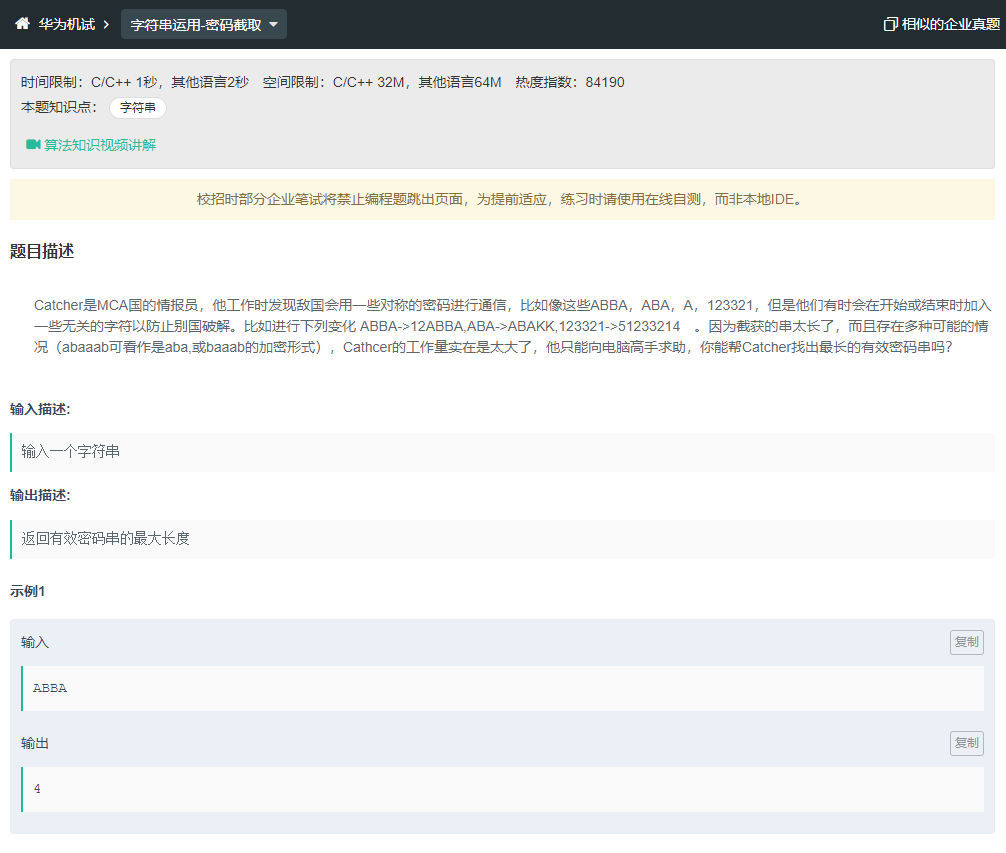 华为机试 字符串运用-密码截取 相似的企业真题
时间限制：C/C++ 1秒，其他语言2秒 空间限制：C/C++ 32M，其他语言64M 热度指数：84190
本题知识点： 字符串
算法知识视频讲解
校招时部分企业笔试将禁止编程题跳出页面，为提前适应，练习时请使用在线自测，而非本地IDE。
题目描述
Catcher是MCA国的情报员，他工作时发现敌国会用一些对称的密码进行通信，比如像这些ABBA，ABA，A，123321，但是他们有时会在开始或结束时加入
一些无关的字符以防止别国破解。比如进行下列变化 ABBA->12ABBA,ABA->ABAKK,123321->51233214 。因为截获的串太长了，而且存在多种可能的情
况（abaaab可看作是aba,或baaab的加密形式），Cathcer的工作量实在是太大了，他只能向电脑高手求助，你能帮Catcher找出最长的有效密码串吗？
输入描述:
输入一个字符串
输出描述:
返回有效密码串的最大长度
示例1
输入 复制
ABBA
输出 复制
4